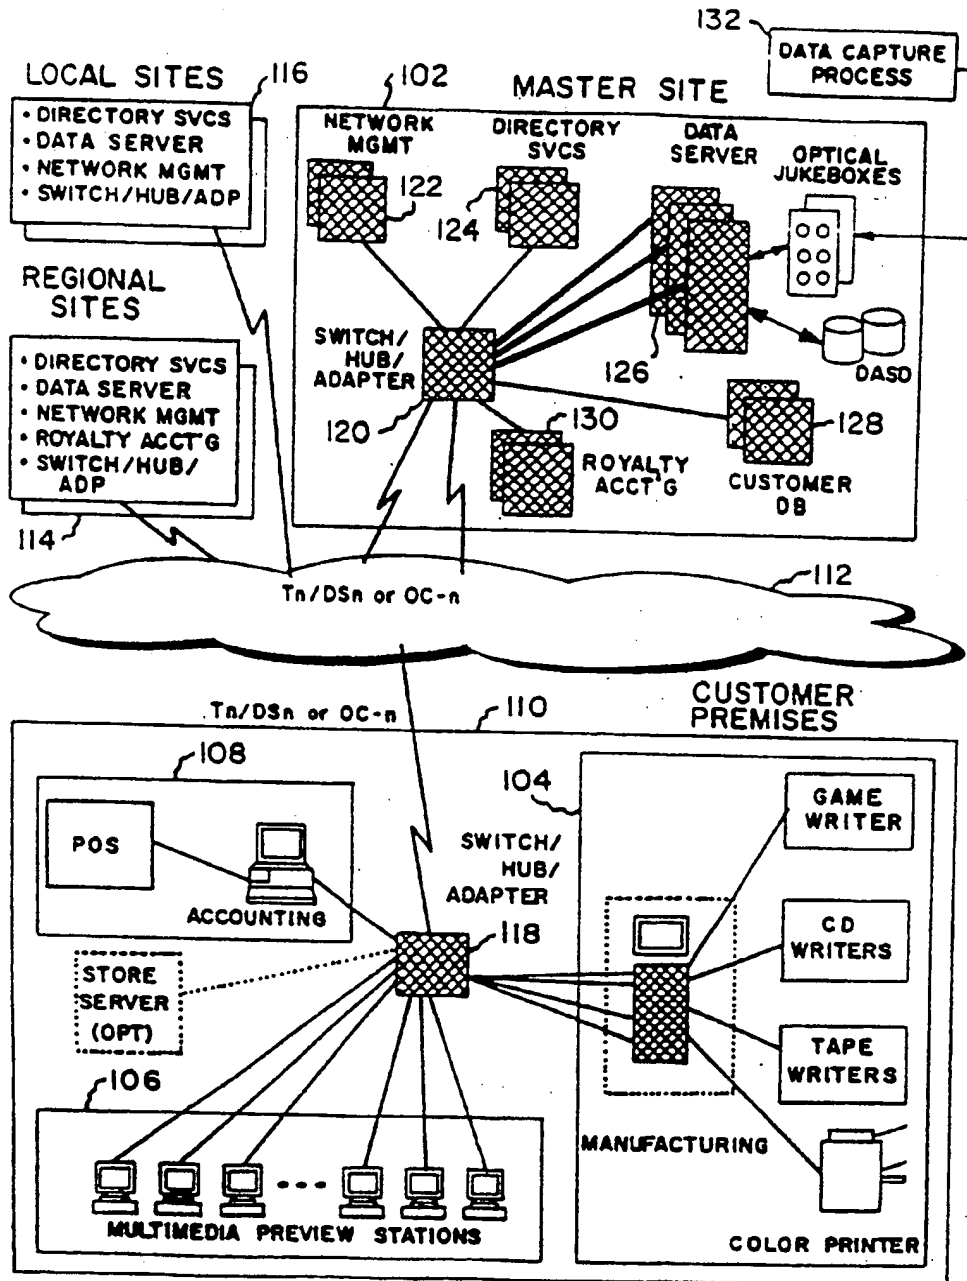 132
DATA CAPTURE
PROCESS
LOCAL SITES
116
• DIRECTORY SVCS
• DATA SERVER
• NETWORK MGMT
• SWITCH/HUB/ADP
102
MASTER SITE
NETWORK
MGMT
DIRECTORY
SVCS
DATA
SERVER
OPTICAL
JUKEBOXES
122
124
126
DASD
SWITCH/
HUB/
ADAPTER
120
130
ROYALTY
ACCT'G
128
CUSTOMER
DB
REGIONAL
SITES
• DIRECTORY SVCS
• DATA SERVER
• NETWORK MGMT
• ROYALTY ACCT'G
• SWITCH/HUB/
ADP
114
112
Tn/DSn or OC-n
Tn/DSn or OC-n
110
CUSTOMER
PREMISES
108
POS
ACCOUNTING
SWITCH/
HUB/
ADAPTER
118
STORE
SERVER
(OPT)
106
MULTIMEDIA PREVIEW STATIONS
104
GAME
WRITER
CD
WRITERS
TAPE
WRITERS
MANUFACTURING
COLOR PRINTER